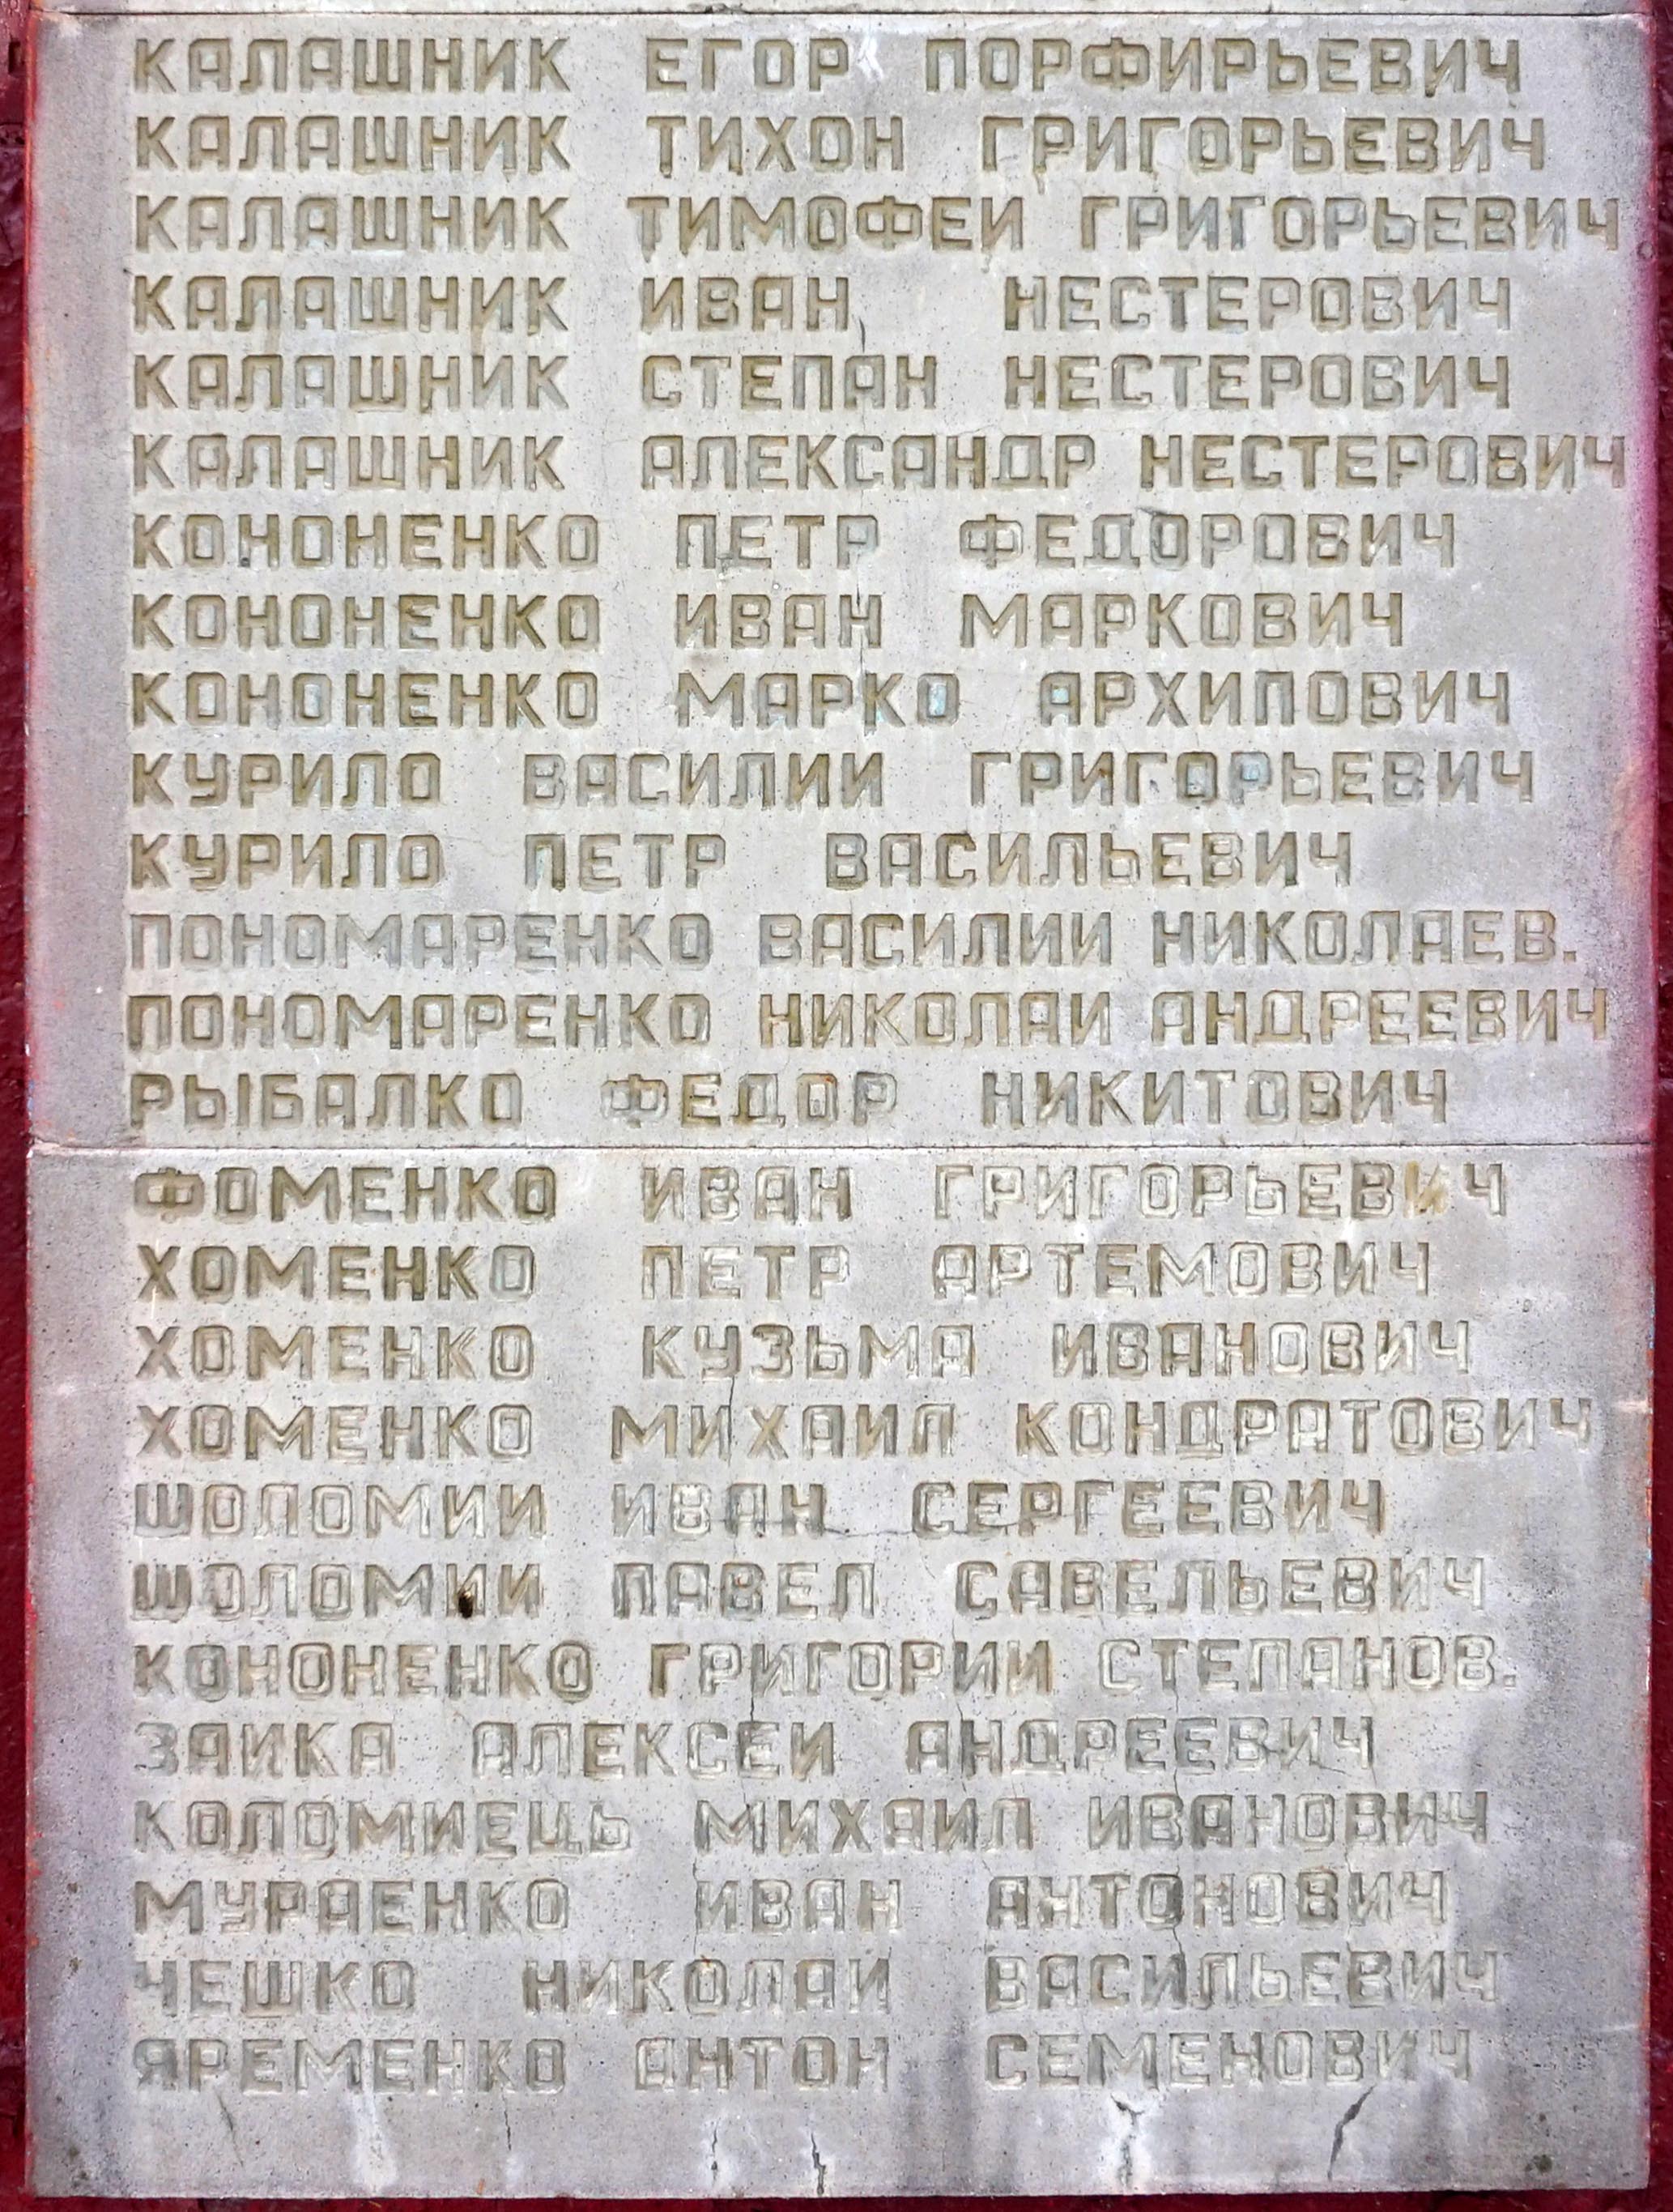 КАЛАШНИК ЕГОР ПОРФИРЬЕВИЧ
КАЛАШНИК ТИХОН ГРИГОРЬЕВИЧ
КАЛАШНИК ТИМОФЕИ ГРИГОРЬЕВИЧ
КАЛАШНИК ИВАН НЕСТЕРОВИЧ
КАЛАШНИК СТЕПАН НЕСТЕРОВИЧ
КАЛАШНИК АЛЕКСАНДР НЕСТЕРОВИЧ
КОНОНЕНКО ПЕТР ФЕДОРОВИЧ
КОНОНЕНКО ИВАН МАРКОВИЧ
КОНОНЕНКО МАРКО АРХИПОВИЧ
КУРИЛО ВАСИЛИИ ГРИГОРЬЕВИЧ
КУРИЛО ПЕТР ВАСИЛЬЕВИЧ
ПОНОМАРЕНКО ВАСИЛИИ НИКОЛАЕВ.
ПОНОМАРЕНКО НИКОЛАИ АНДРЕЕВИЧ
РЫБАЛКО ФЕДОР НИКИТОВИЧ
ФОМЕНКО ИВАН ГРИГОРЬЕВИЧ
ХОМЕНКО ПЕТР АРТЕМОВИЧ
ХОМЕНКО КУЗЬМА ИВАНОВИЧ
ХОМЕНКО МИХАИЛ КОНДРАТОВИЧ
ШОЛОМИИ ИВАН СЕРГЕЕВИЧ
ШОЛОМИИ ПАВЕЛ САВЕЛЬЕВИЧ
КОНОНЕНКО ГРИГОРИИ СТЕПАНОВ.
ЗАИКА АЛЕКСЕИ АНДРЕЕВИЧ
КОЛОМИЕЦЬ МИХАИЛ ИВАНОВИЧ
МУРАЕНКО ИВАН АНТОНОВИЧ
ЧЕШКО НИКОЛАИ ВАСИЛЬЕВИЧ
ЯРЕМЕНКО АНТОН СЕМЕНОВИЧ